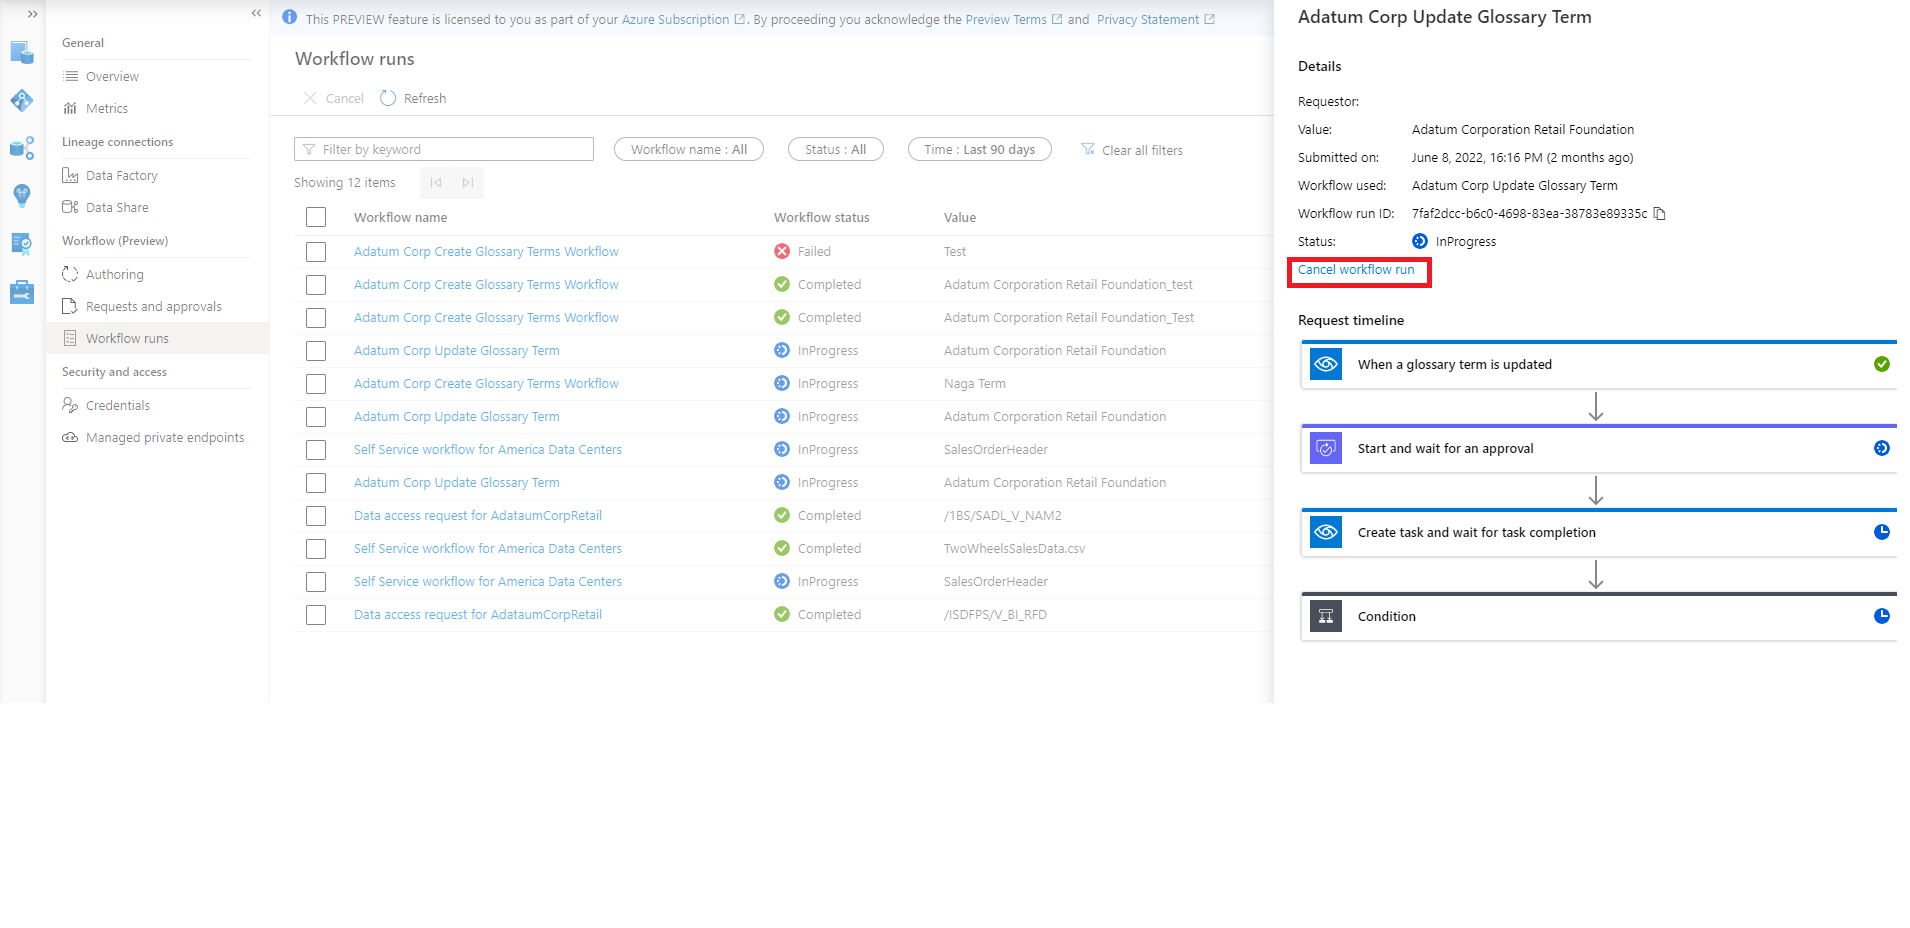 This PREVIEW feature is licensed to you as part of your Azure Subscription. By proceeding you acknowledge the Preview Terms and Privacy Statement
General
Overview
Metrics
Lineage connections
Data Factory
Data Share
Workflow (Preview)
Authoring
Requests and approvals
Workflow runs
Security and access
Credentials
Managed private endpoints
Workflow runs
Cancel Refresh
Filter by keyword Workflow name : All Status : All Time : Last 90 days Clear all filters
Showing 12 items
Workflow name Workflow status Value
Adatum Corp Create Glossary Terms Workflow Failed Test
Adatum Corp Create Glossary Terms Workflow Completed Adatum Corporation Retail Foundation_test
Adatum Corp Create Glossary Terms Workflow Completed Adatum Corporation Retail Foundation_Test
Adatum Corp Update Glossary Term InProgress Adatum Corporation Retail Foundation
Adatum Corp Create Glossary Terms Workflow InProgress Naga Term
Adatum Corp Update Glossary Term InProgress Adatum Corporation Retail Foundation
Self Service workflow for America Data Centers InProgress SalesOrderHeader
Adatum Corp Update Glossary Term InProgress Adatum Corporation Retail Foundation
Data access request for AdataumCorpRetail Completed /1BS/SADL_V_NAM2
Self Service workflow for America Data Centers Completed TwoWheelsSalesData.csv
Self Service workflow for America Data Centers InProgress SalesOrderHeader
Data access request for AdataumCorpRetail Completed /ISDFPS/V_BI_RFD
Adatum Corp Update Glossary Term
Details
Requestor:
Value: Adatum Corporation Retail Foundation
Submitted on: June 8, 2022, 16:16 PM (2 months ago)
Workflow used: Adatum Corp Update Glossary Term
Workflow run ID: 7faf2dcc-b6c0-4698-83ea-38783e89335c
Status: InProgress
Cancel workflow run
Request timeline
When a glossary term is updated
Start and wait for an approval
Create task and wait for task completion
Condition